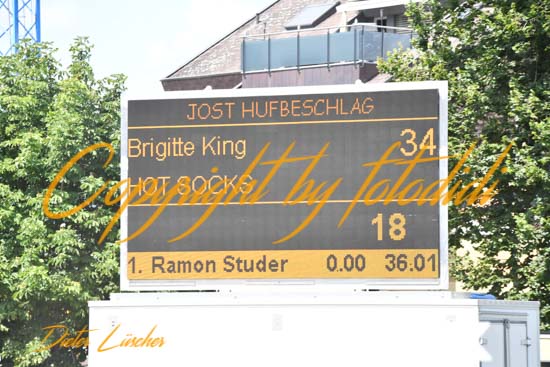 JOST HUFBESCHLAG
Brigitte King 34
HOT SOCKS
Copyright by fotodidi
18
1. Ramon Studer 0.00 36.01
Dieter Lüscher